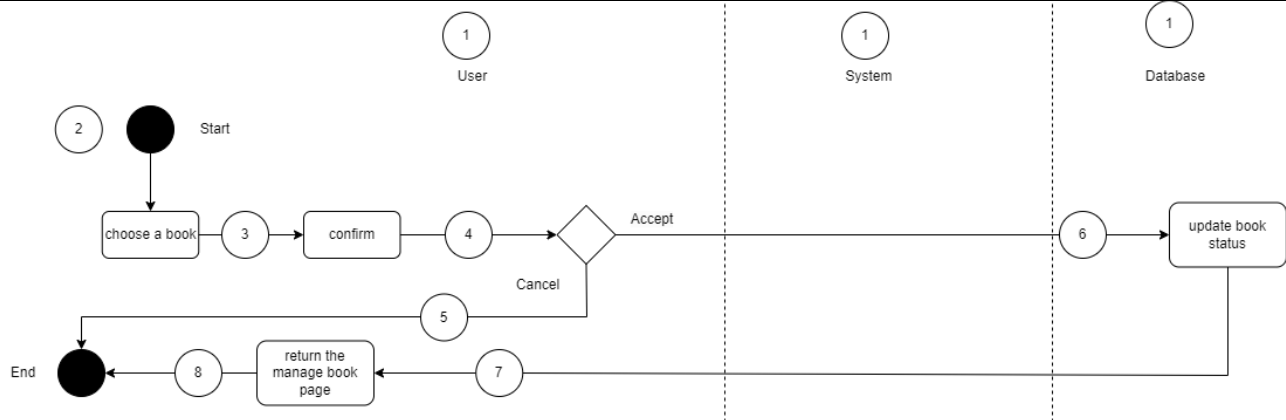 1
1
1
User
System
Database
2
Start
choose a book
3
confirm
4
Accept
6
update book
status
Cancel
5
End
8
return the
manage book
page
7